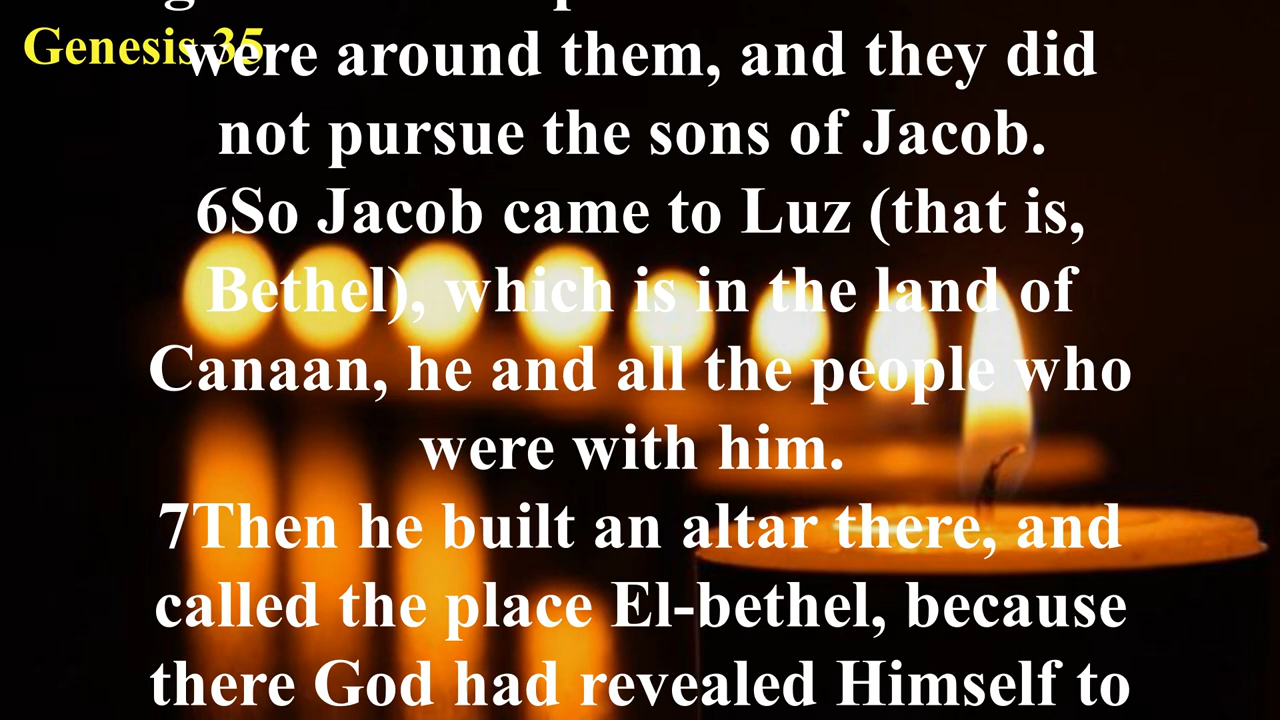 Genesis 35
were around them, and they did
not pursue the sons of Jacob.
6So Jacob came to Luz (that is,
Bethel), which is in the land of
Canaan, he and all the people who
were with him.
7Then he built an altar there, and
called the place El-bethel, because
there God had revealed Himself to